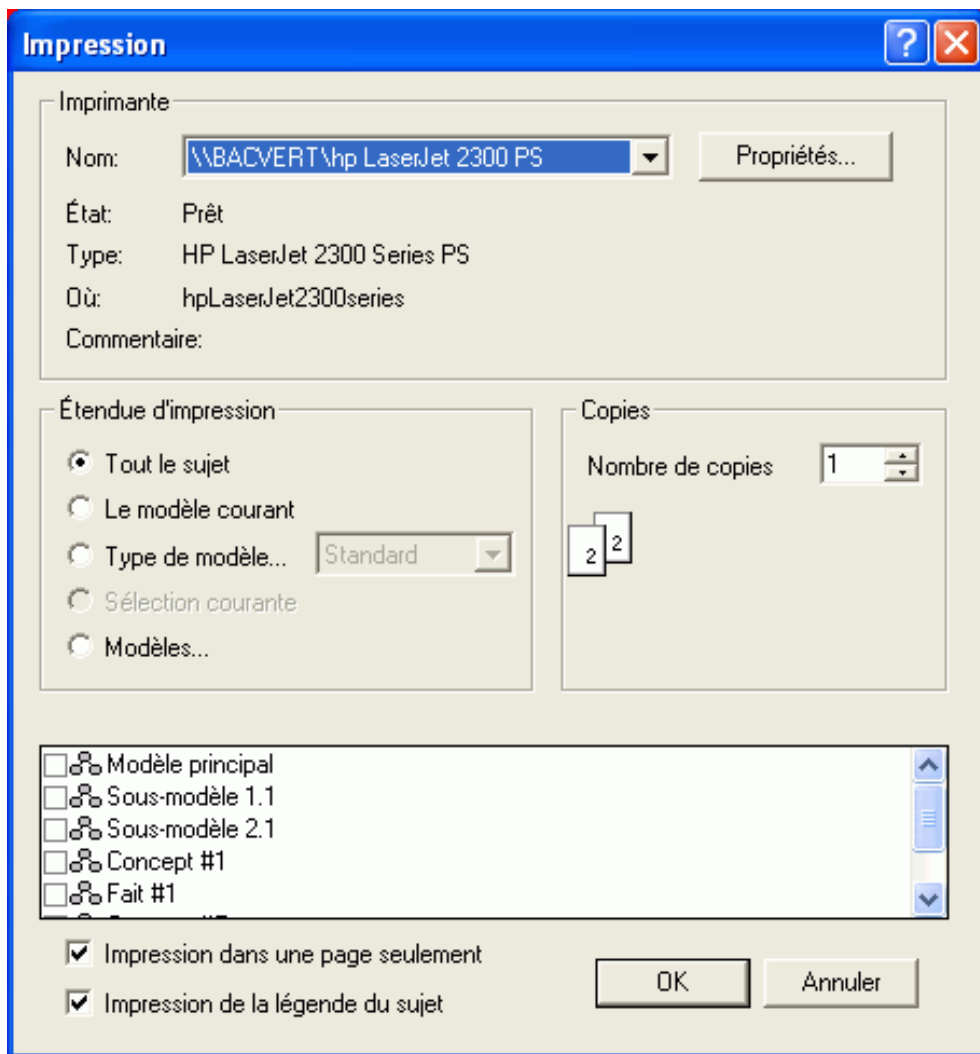 Impression
Imprimante
Nom: \\BACVERT\hp LaserJet 2300 PS Propriétés...
État: Prêt
Type: HP LaserJet 2300 Series PS
Où: hpLaserJet2300series
Commentaire:
Étendue d'impression
Tout le sujet
Le modèle courant
Type de modèle... Standard
Sélection courante
Modèles...
Copies
Nombre de copies 1
2 2
Modèle principal
Sous-modèle 1.1
Sous-modèle 2.1
Concept #1
Fait #1
Impression dans une page seulement
Impression de la légende du sujet
OK Annuler